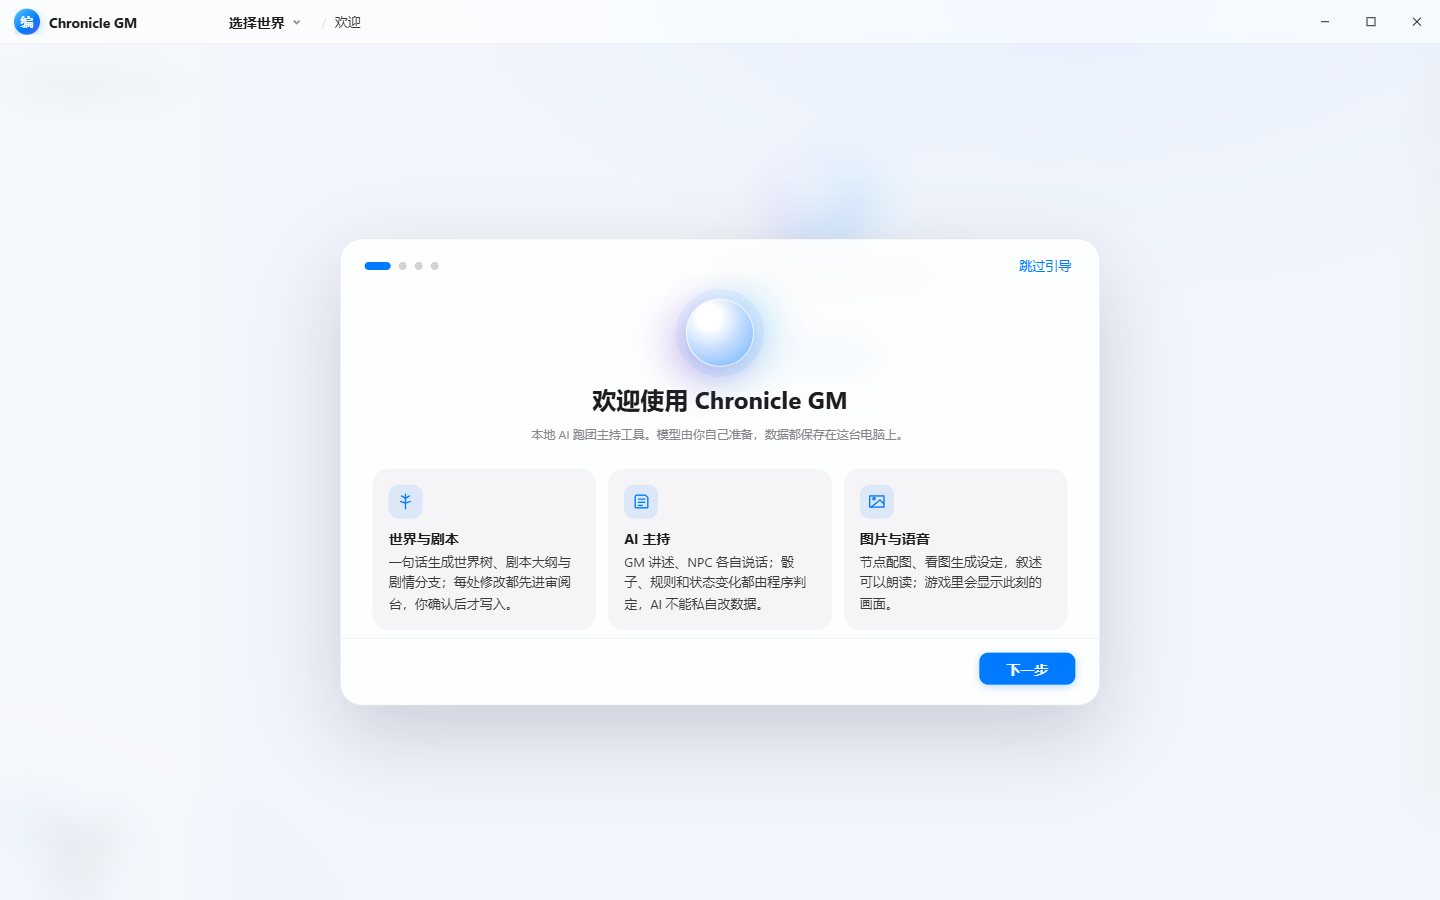 编 Chronicle GM 选择世界 / 欢迎
跳过引导
欢迎使用 Chronicle GM
本地 AI 跑团主持工具。模型由你自己准备，数据都保存在这台电脑上。
世界与剧本
一句话生成世界树、剧本大纲与
剧情分支；每处修改都先进审阅
台，你确认后才写入。
AI 主持
GM 讲述、NPC 各自说话；骰
子、规则和状态变化都由程序判
定，AI 不能私自改数据。
图片与语音
节点配图、看图生成设定，叙述
可以朗读；游戏里会显示此刻的
画面。
下一步